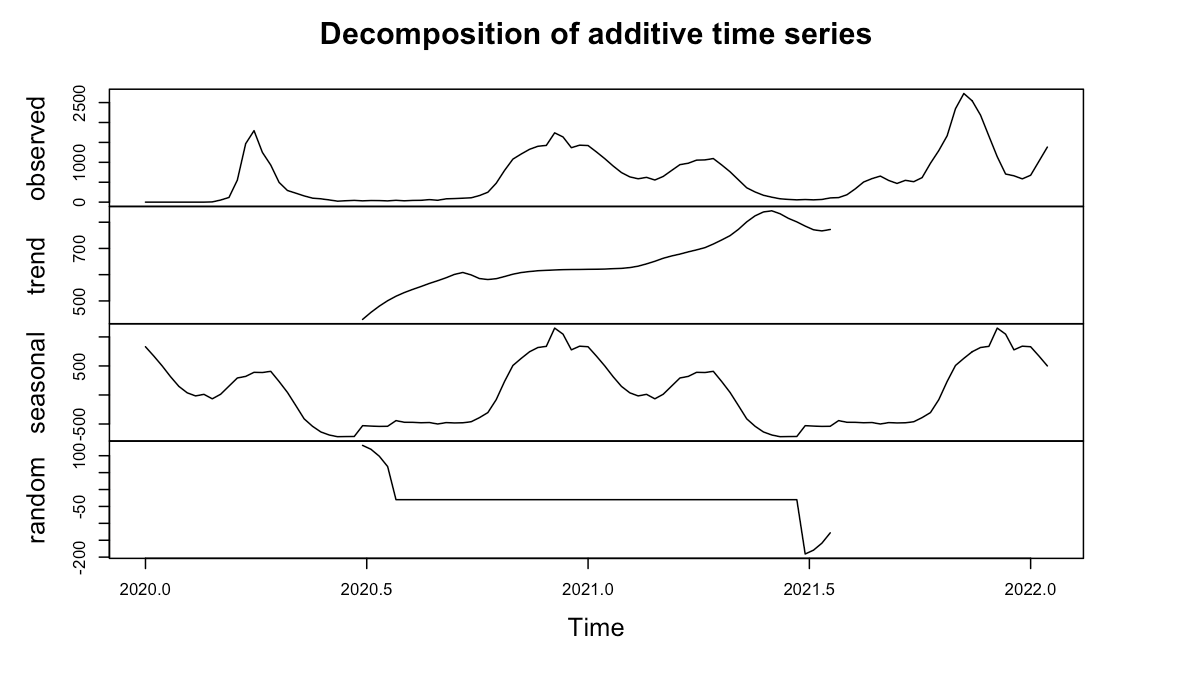 Decomposition of additive time series
observed
0 1000 2500
trend
500 700
seasonal
-500 500
random
-200 -50 100
2020.0 2020.5 2021.0 2021.5 2022.0
Time